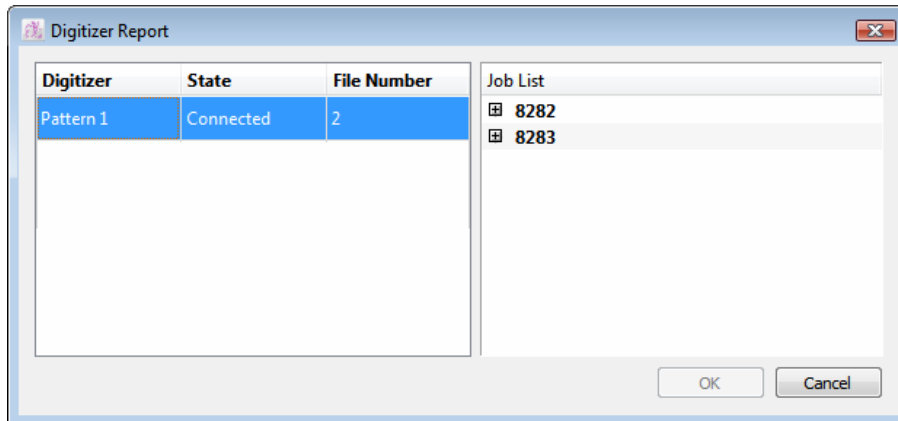 Digitizer Report
Digitizer State File Number
Pattern 1 Connected 2
Job List
8282
8283
OK Cancel